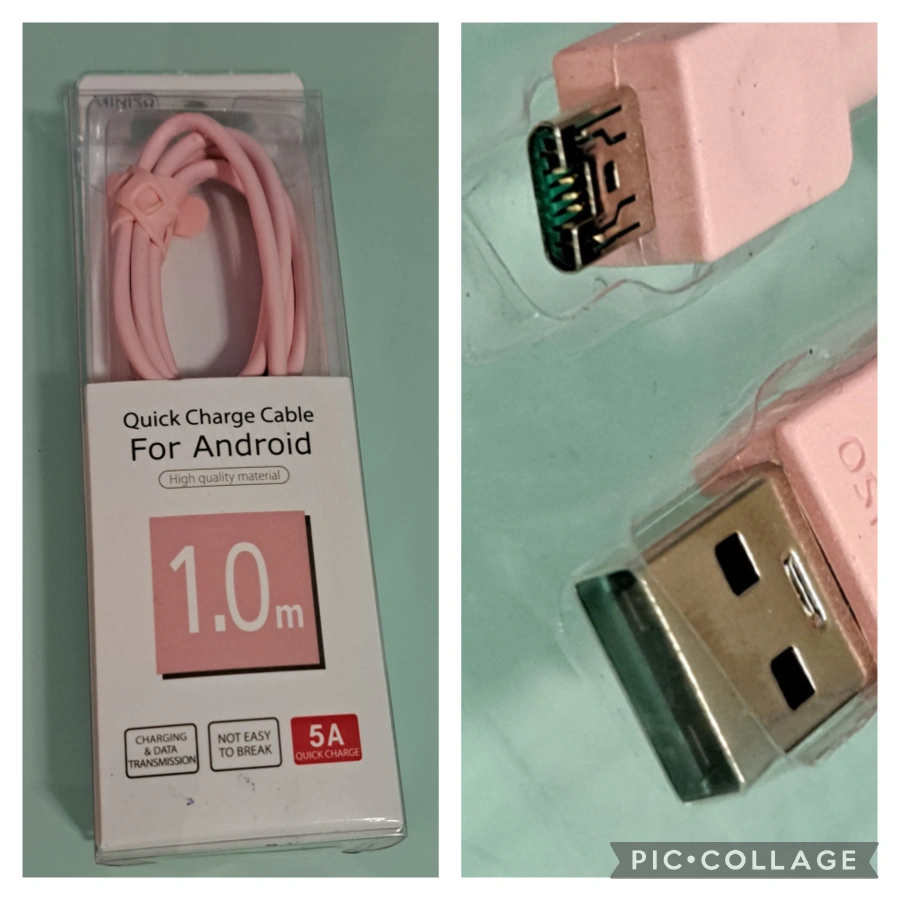 MINISO
Quick Charge Cable
For Android
High quality material
1.0m
CHARGING
& DATA
TRANSMISSION
NOT EASY
TO BREAK
5A
QUICK CHARGE
PIC•COLLAGE